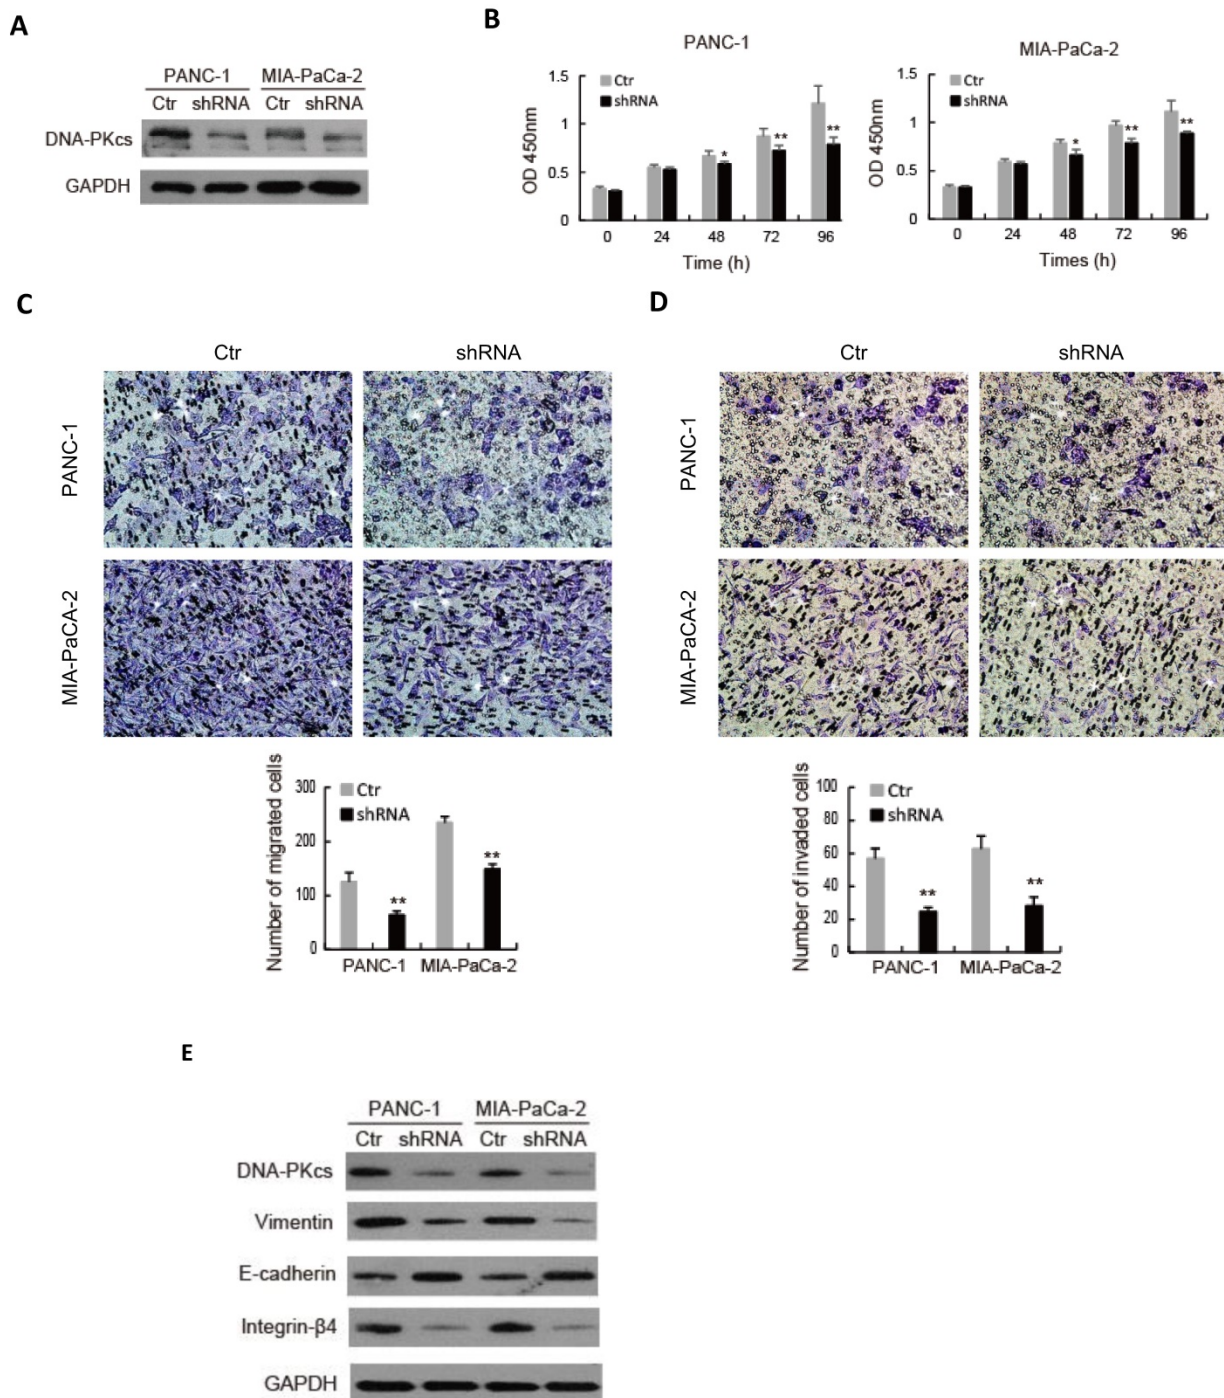 A
PANC-1 MIA-PaCa-2
Ctr shRNA Ctr shRNA
DNA-PKcs
GAPDH
B
PANC-1
1.5
1
0.5
0
OD 450nm
Ctr
shRNA
*
**
**
0 24 48 72 96
Time (h)
MIA-PaCa-2
1.5
1
0.5
0
OD 450nm
Ctr
shRNA
*
**
**
0 24 48 72 96
Times (h)
C
Ctr shRNA
PANC-1
MIA-PaCA-2
Number of migrated cells
300
200
100
0
Ctr
shRNA
**
**
PANC-1 MIA-PaCa-2
D
Ctr shRNA
PANC-1
MIA-PaCA-2
Number of invaded cells
100
80
60
40
20
0
Ctr
shRNA
**
**
PANC-1 MIA-PaCa-2
E
PANC-1 MIA-PaCa-2
Ctr shRNA Ctr shRNA
DNA-PKcs
Vimentin
E-cadherin
Integrin-β4
GAPDH